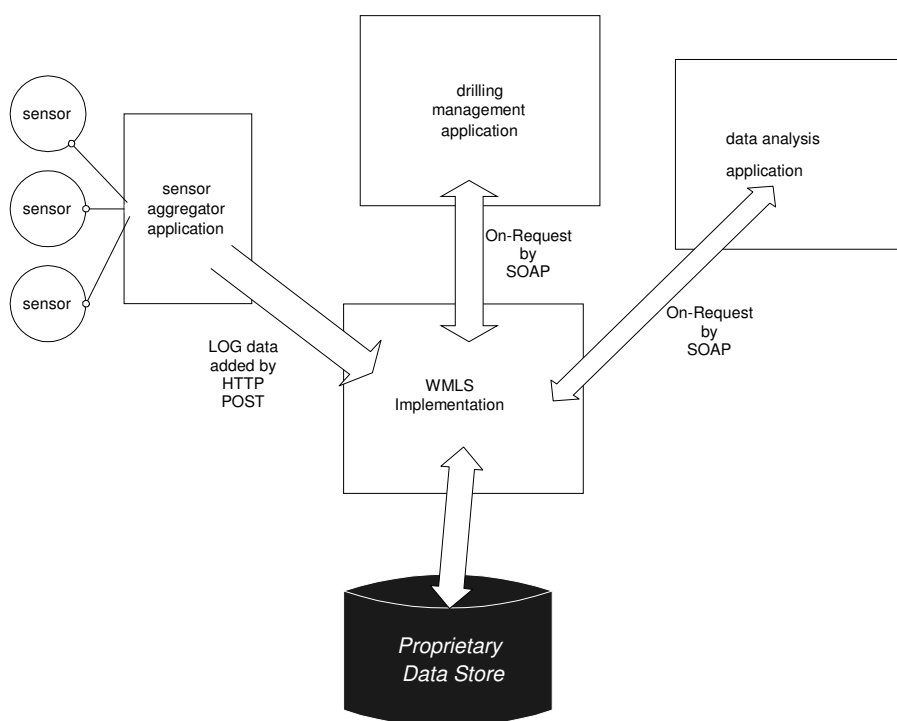 sensor
sensor
sensor
sensor
aggregator
application
drilling
management
application
data analysis
application
On-Request
by
SOAP
On-Request
by
SOAP
LOG data
added by
HTTP
POST
WMLS
Implementation
Proprietary
Data Store